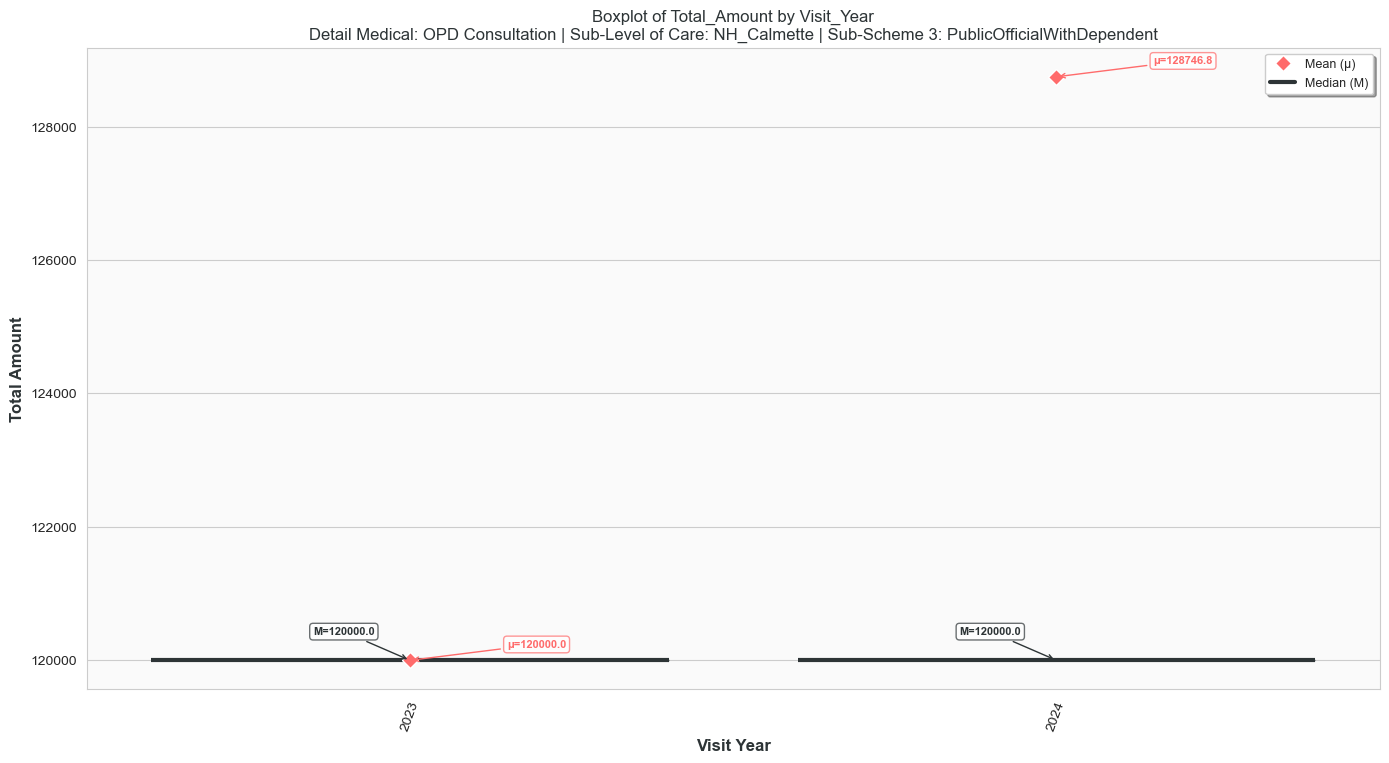 Boxplot of Total_Amount by Visit_Year
Detail Medical: OPD Consultation | Sub-Level of Care: NH_Calmette | Sub-Scheme 3: PublicOfficialWithDependent
μ=128746.8
Mean (μ)
Median (M)
128000
126000
124000
122000
120000
Total Amount
M=120000.0
μ=120000.0
M=120000.0
2023
2024
Visit Year